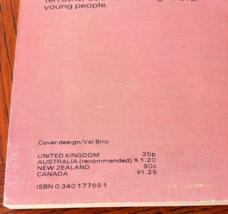 young people.
Cover design/Val Biro
UNITED KINGDOM 35p
AUSTRALIA (recommended) $1.20
NEW ZEALAND 90c
CANADA $1.25
ISBN 0 340 17769 1